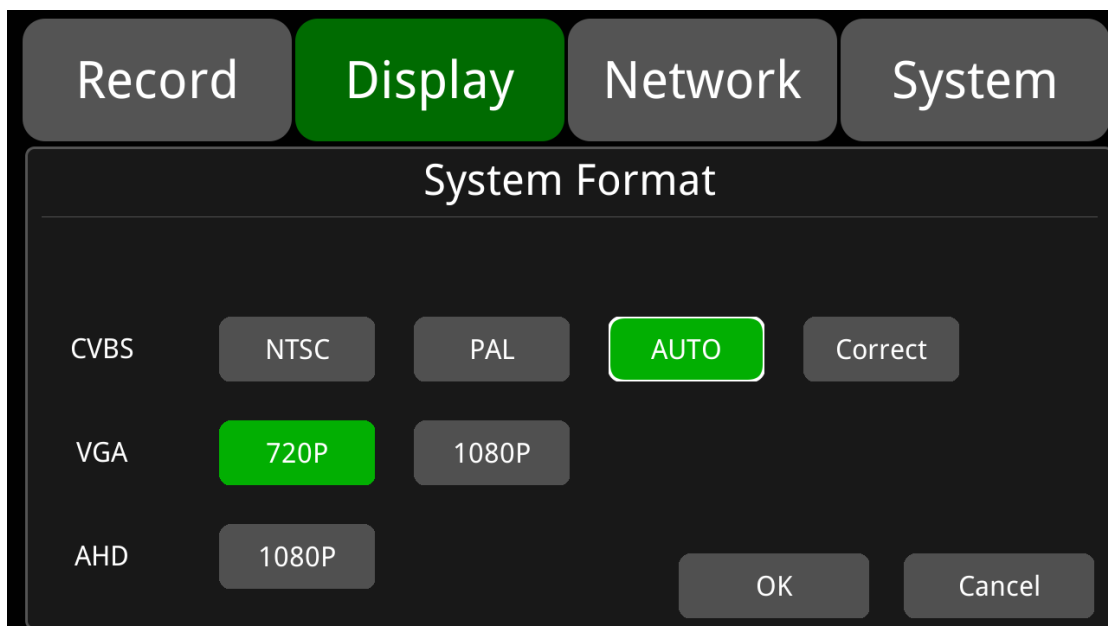 Record Display Network System
System Format
CVBS NTSC PAL AUTO Correct
VGA 720P 1080P
AHD 1080P
OK Cancel